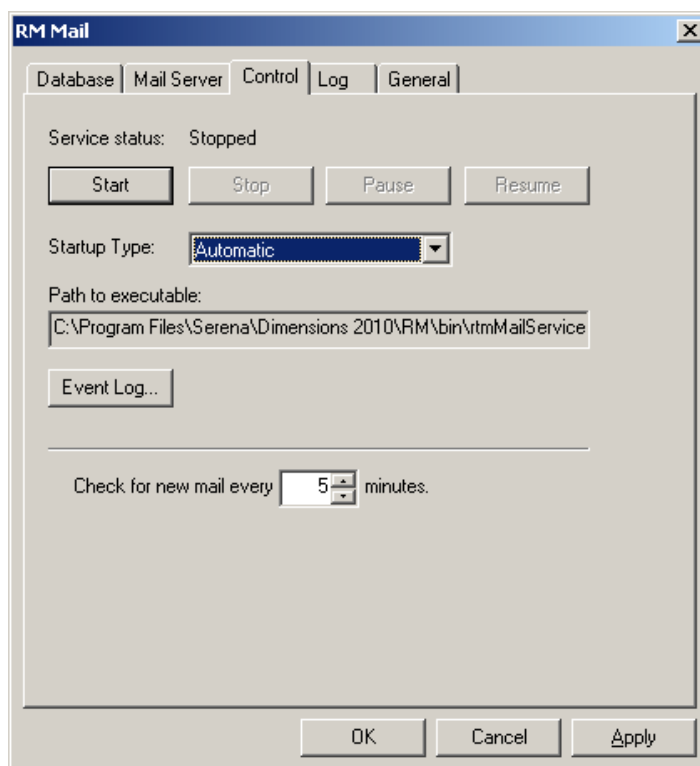 RM Mail
Database Mail Server Control Log General
Service status: Stopped
Start Stop Pause Resume
Startup Type: Automatic
Path to executable:
C:\Program Files\Serena\Dimensions 2010\RM\bin\rtmMailService
Event Log...
Check for new mail every 5 minutes.
OK Cancel Apply